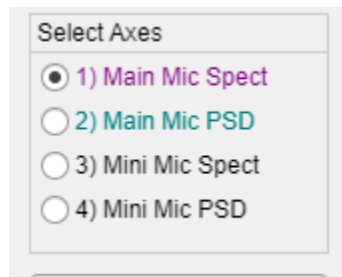 Select Axes
1) Main Mic Spect
2) Main Mic PSD
3) Mini Mic Spect
4) Mini Mic PSD